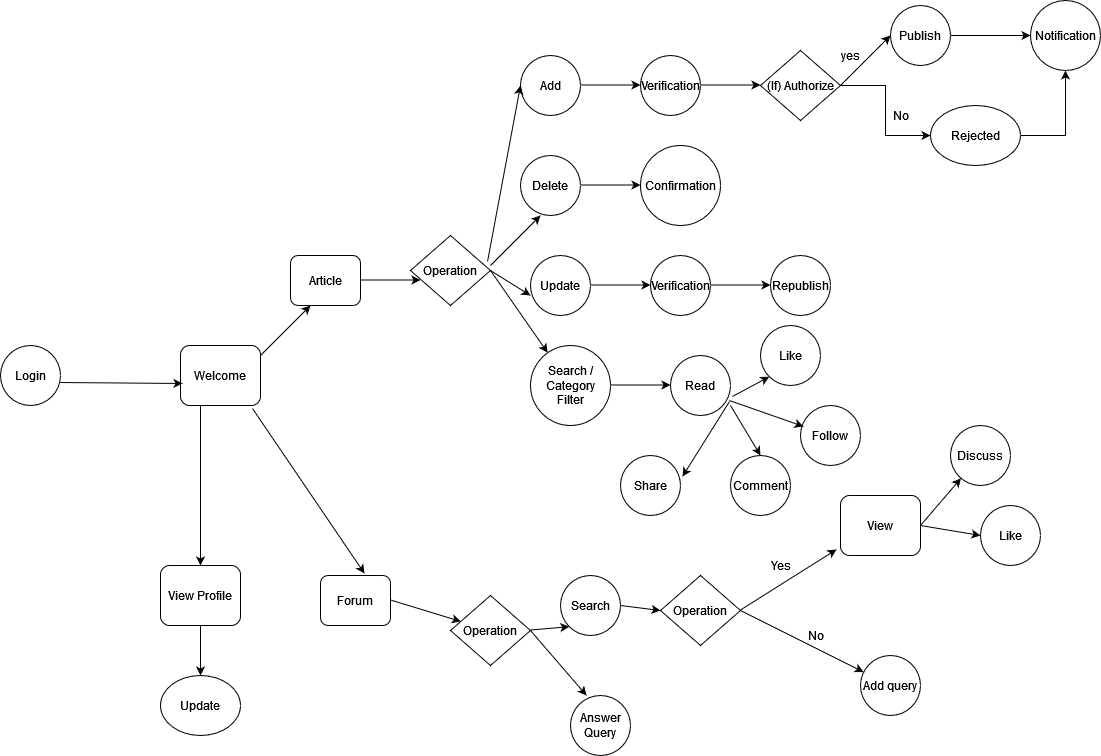 Publish
Notification
yes
Add
Verification
(If) Authorize
No
Rejected
Delete
Confirmation
Article
Operation
Update
Verification
Republish
Login
Welcome
Search /
Category
Filter
Read
Like
Follow
Share
Comment
Discuss
View
Like
Yes
View Profile
Forum
Operation
Search
Operation
No
Add query
Update
Answer
Query